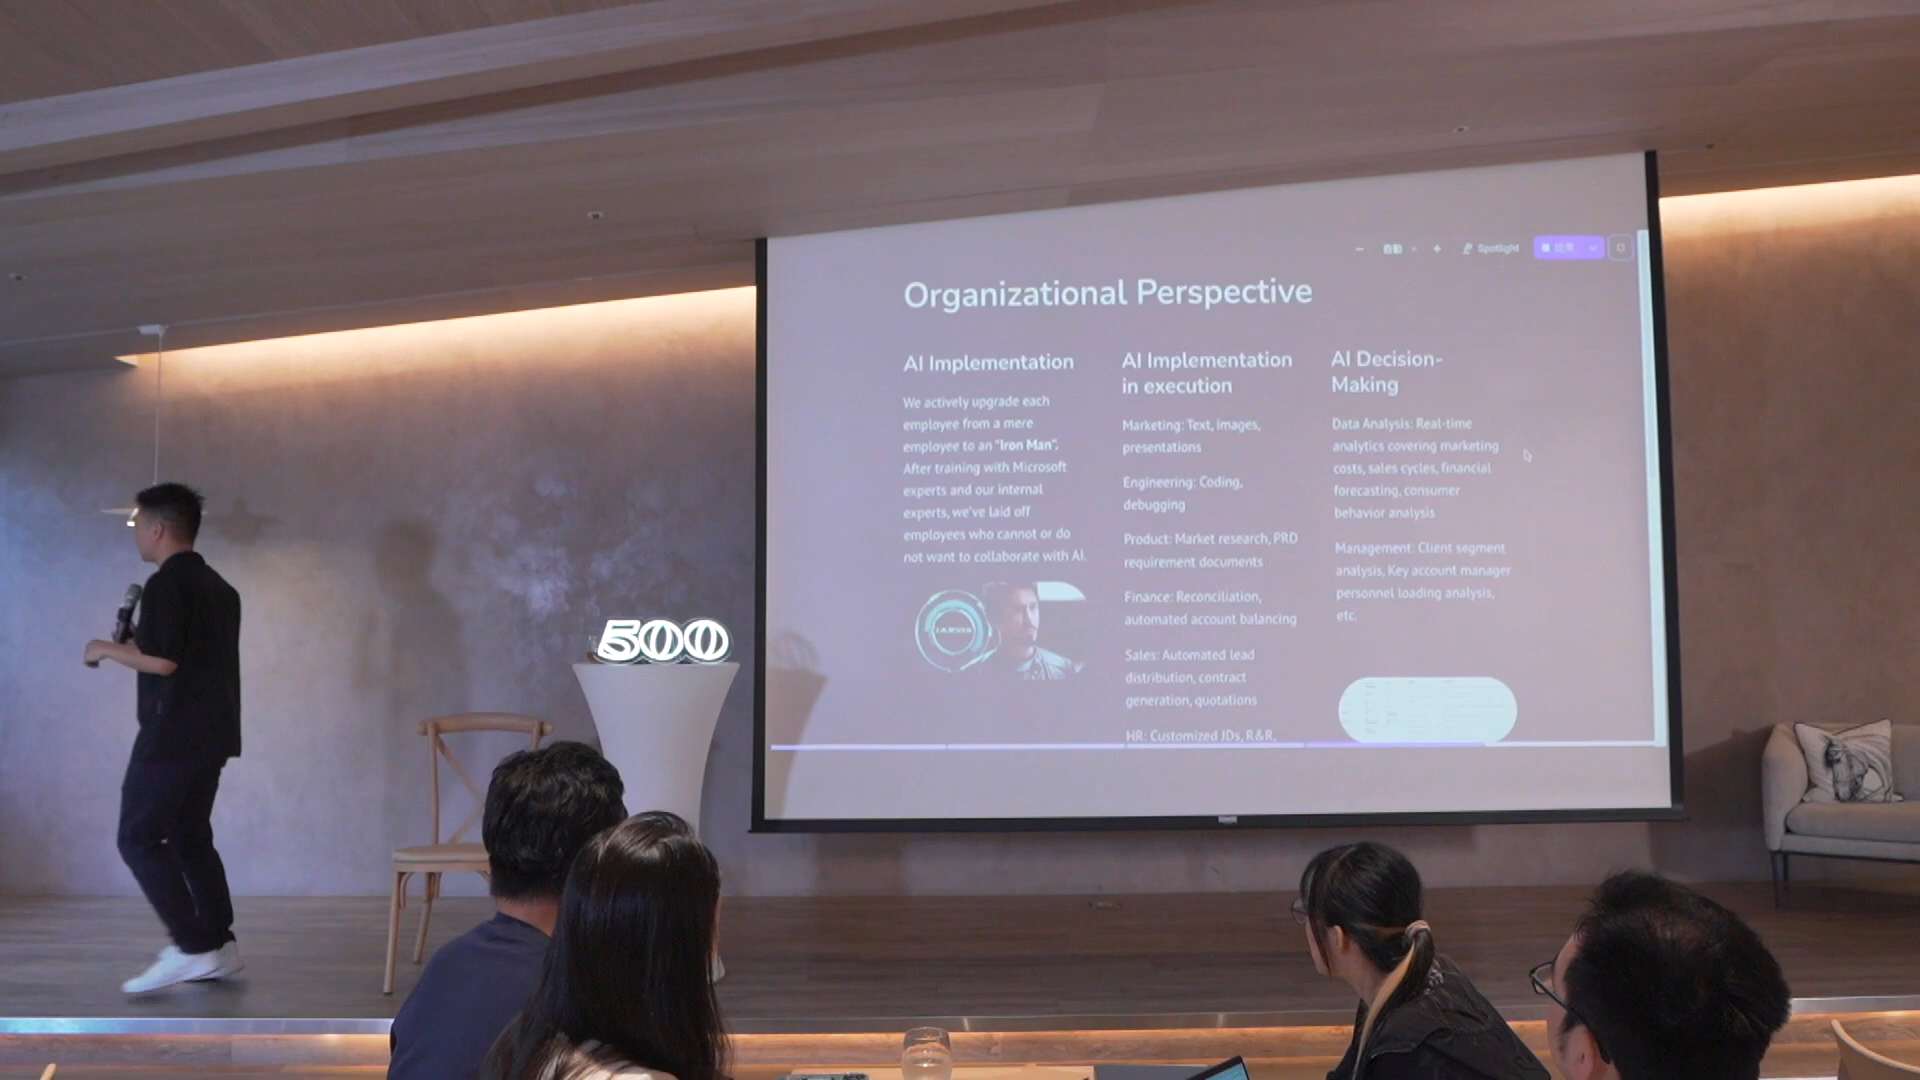 Spotlight
Organizational Perspective
AI Implementation
We actively upgrade each
employee from a mere
employee to an "Iron Man".
After training with Microsoft
experts and our internal
experts, we've laid off
employees who cannot or do
not want to collaborate with AI.
JARVIS
AI Implementation
in execution
Marketing: Text, images,
presentations
Engineering: Coding,
debugging
Product: Market research, PRD
requirement documents
Finance: Reconciliation,
automated account balancing
Sales: Automated lead
distribution, contract
generation, quotations
HR: Customized JDs, R&R,
AI Decision-
Making
Data Analysis: Real-time
analytics covering marketing
costs, sales cycles, financial
forecasting, consumer
behavior analysis
Management: Client segment
analysis, Key account manager
personnel loading analysis,
etc.
500